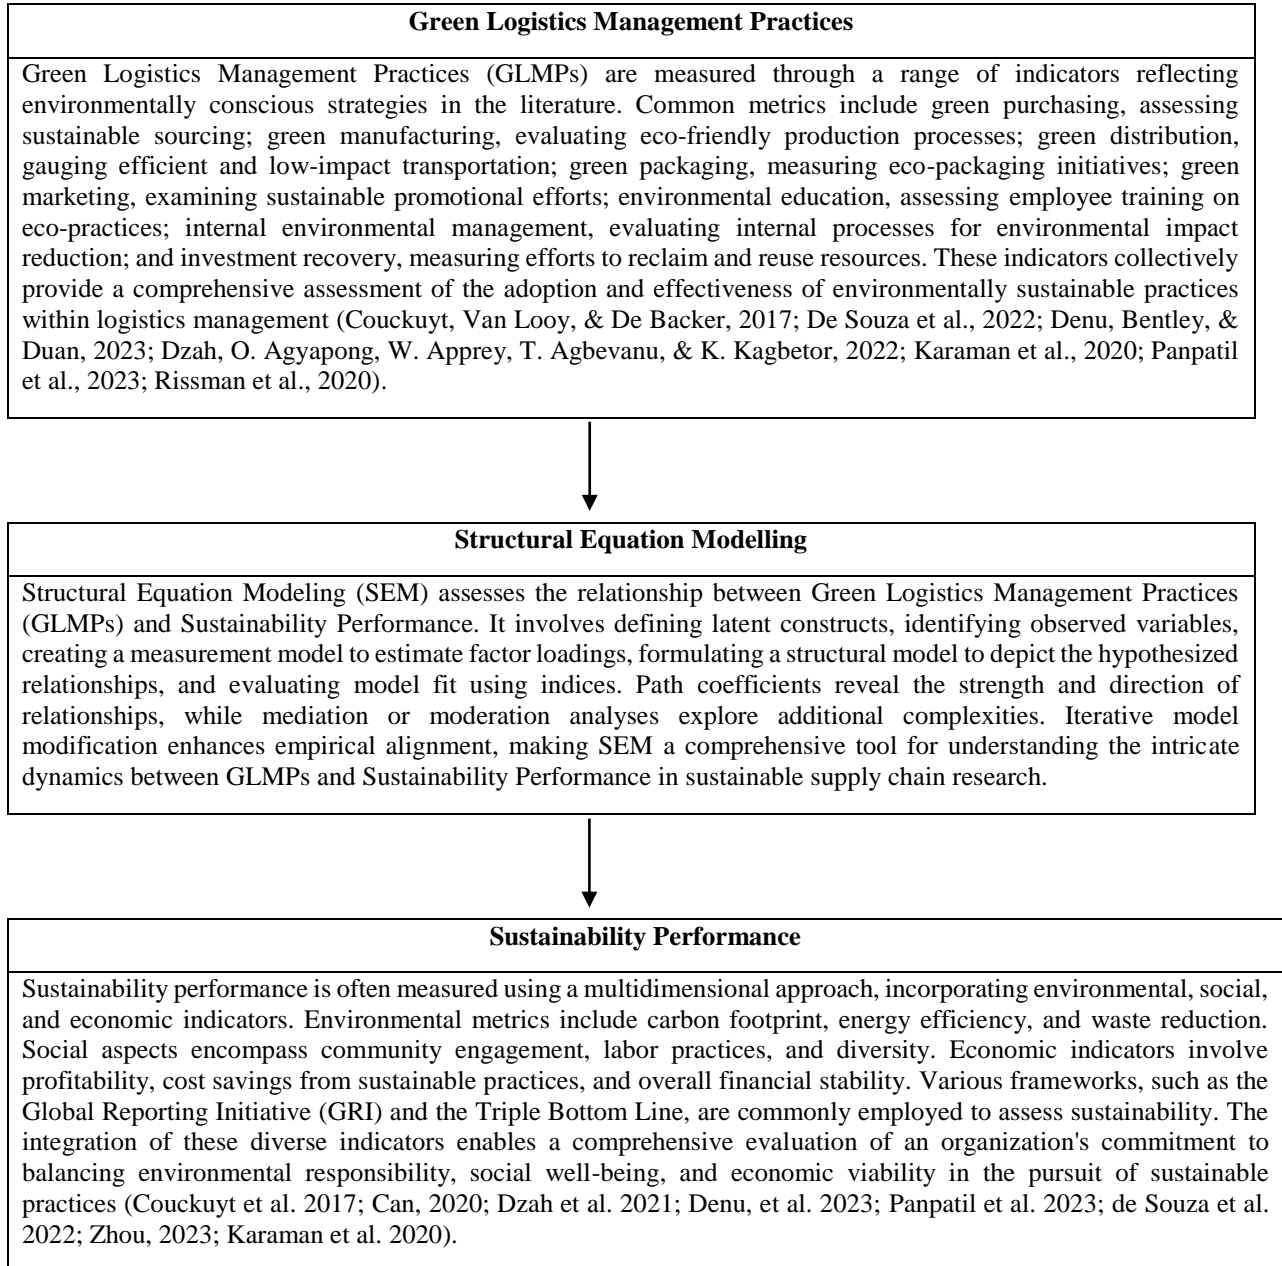 Green Logistics Management Practices
Green Logistics Management Practices (GLMPs) are measured through a range of indicators reflecting
environmentally conscious strategies in the literature. Common metrics include green purchasing, assessing
sustainable sourcing; green manufacturing, evaluating eco-friendly production processes; green distribution,
gauging efficient and low-impact transportation; green packaging, measuring eco-packaging initiatives; green
marketing, examining sustainable promotional efforts; environmental education, assessing employee training on
eco-practices; internal environmental management, evaluating internal processes for environmental impact
reduction; and investment recovery, measuring efforts to reclaim and reuse resources. These indicators collectively
provide a comprehensive assessment of the adoption and effectiveness of environmentally sustainable practices
within logistics management (Couckuyt, Van Looy, & De Backer, 2017; De Souza et al., 2022; Denu, Bentley, &
Duan, 2023; Dzah, O. Agyapong, W. Apprey, T. Agbevanu, & K. Kagbetor, 2022; Karaman et al., 2020; Panpatil
et al., 2023; Rissman et al., 2020).
Structural Equation Modelling
Structural Equation Modeling (SEM) assesses the relationship between Green Logistics Management Practices
(GLMPs) and Sustainability Performance. It involves defining latent constructs, identifying observed variables,
creating a measurement model to estimate factor loadings, formulating a structural model to depict the hypothesized
relationships, and evaluating model fit using indices. Path coefficients reveal the strength and direction of
relationships, while mediation or moderation analyses explore additional complexities. Iterative model
modification enhances empirical alignment, making SEM a comprehensive tool for understanding the intricate
dynamics between GLMPs and Sustainability Performance in sustainable supply chain research.
Sustainability Performance
Sustainability performance is often measured using a multidimensional approach, incorporating environmental, social,
and economic indicators. Environmental metrics include carbon footprint, energy efficiency, and waste reduction.
Social aspects encompass community engagement, labor practices, and diversity. Economic indicators involve
profitability, cost savings from sustainable practices, and overall financial stability. Various frameworks, such as the
Global Reporting Initiative (GRI) and the Triple Bottom Line, are commonly employed to assess sustainability. The
integration of these diverse indicators enables a comprehensive evaluation of an organization's commitment to
balancing environmental responsibility, social well-being, and economic viability in the pursuit of sustainable
practices (Couckuyt et al. 2017; Can, 2020; Dzah et al. 2021; Denu, et al. 2023; Panpatil et al. 2023; de Souza et al.
2022; Zhou, 2023; Karaman et al. 2020).